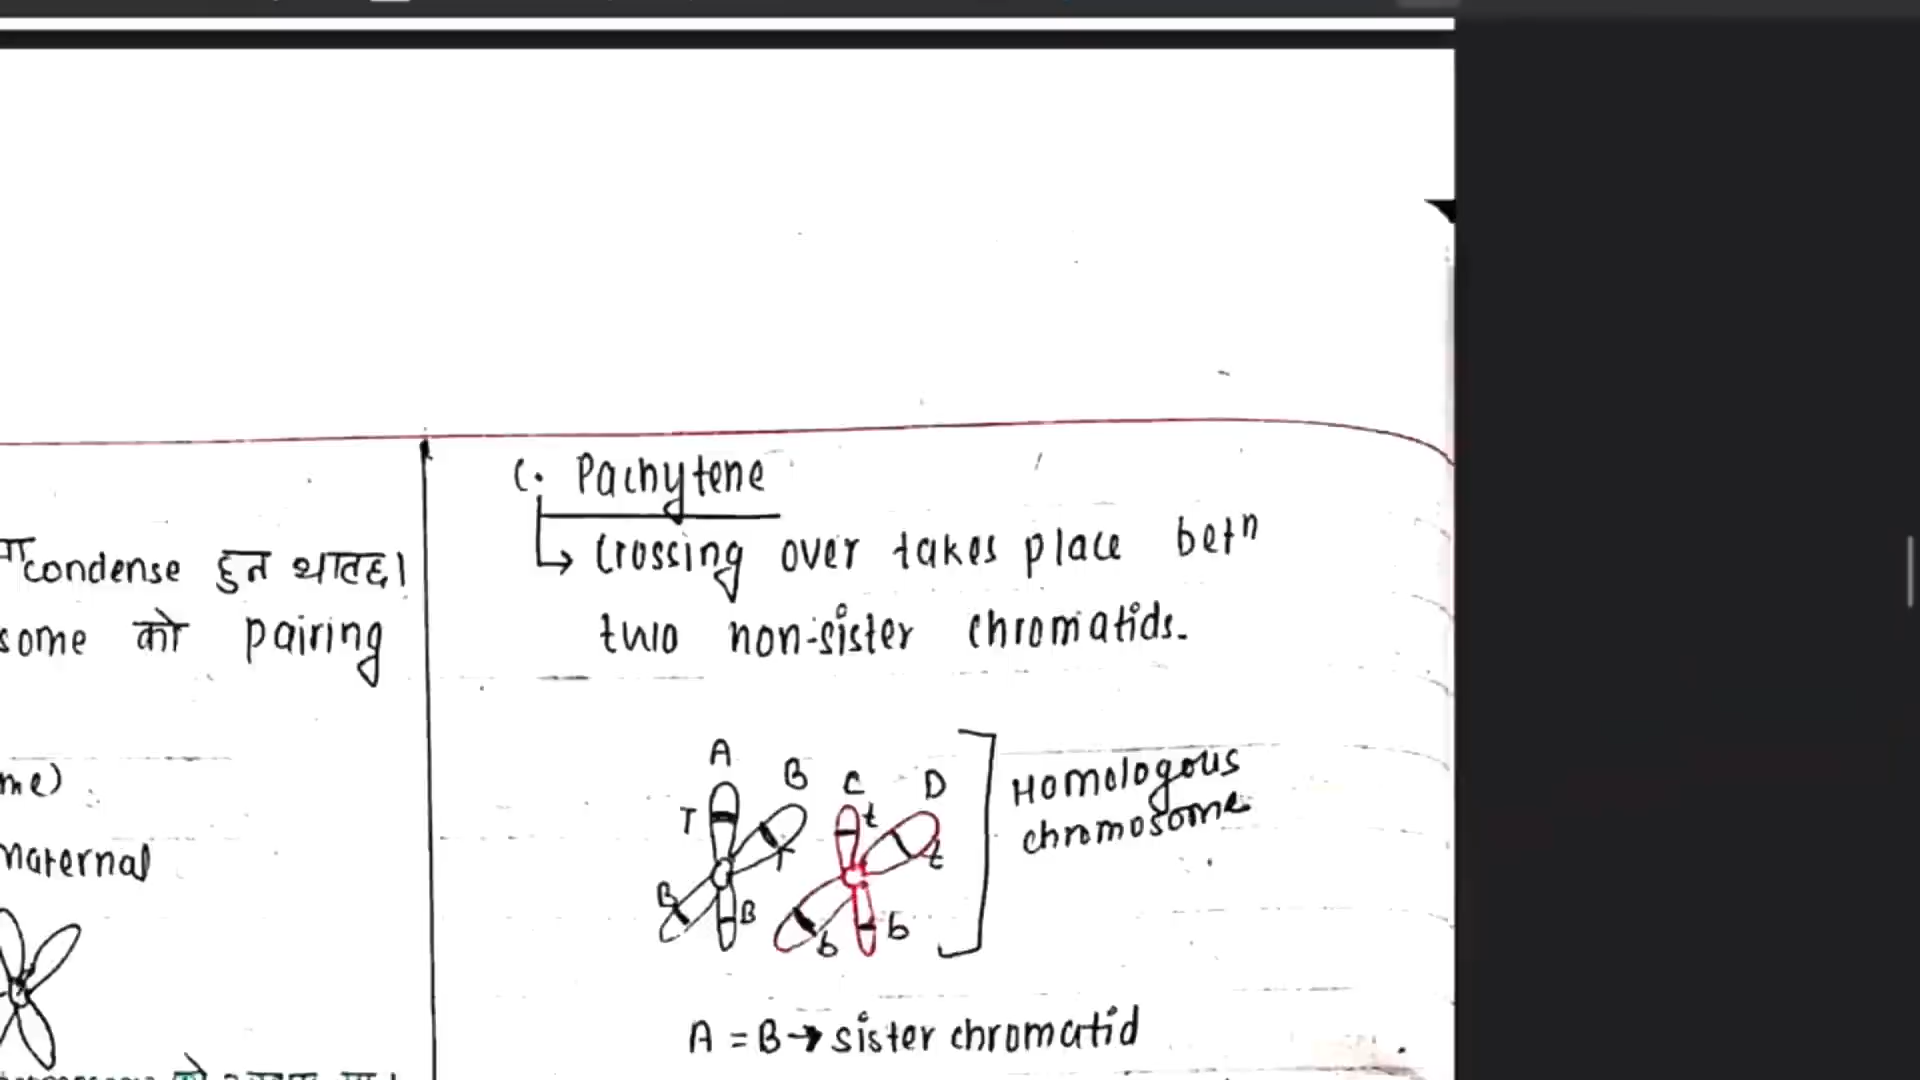 condense हुन थाल्छ।
some को pairing
me)
maternal
C. Pachytene
↳ Crossing over takes place betn
two non-sister chromatids.
A B C D
T T t t
B B b b
Homologous
chromosome
A = B → sister chromatid